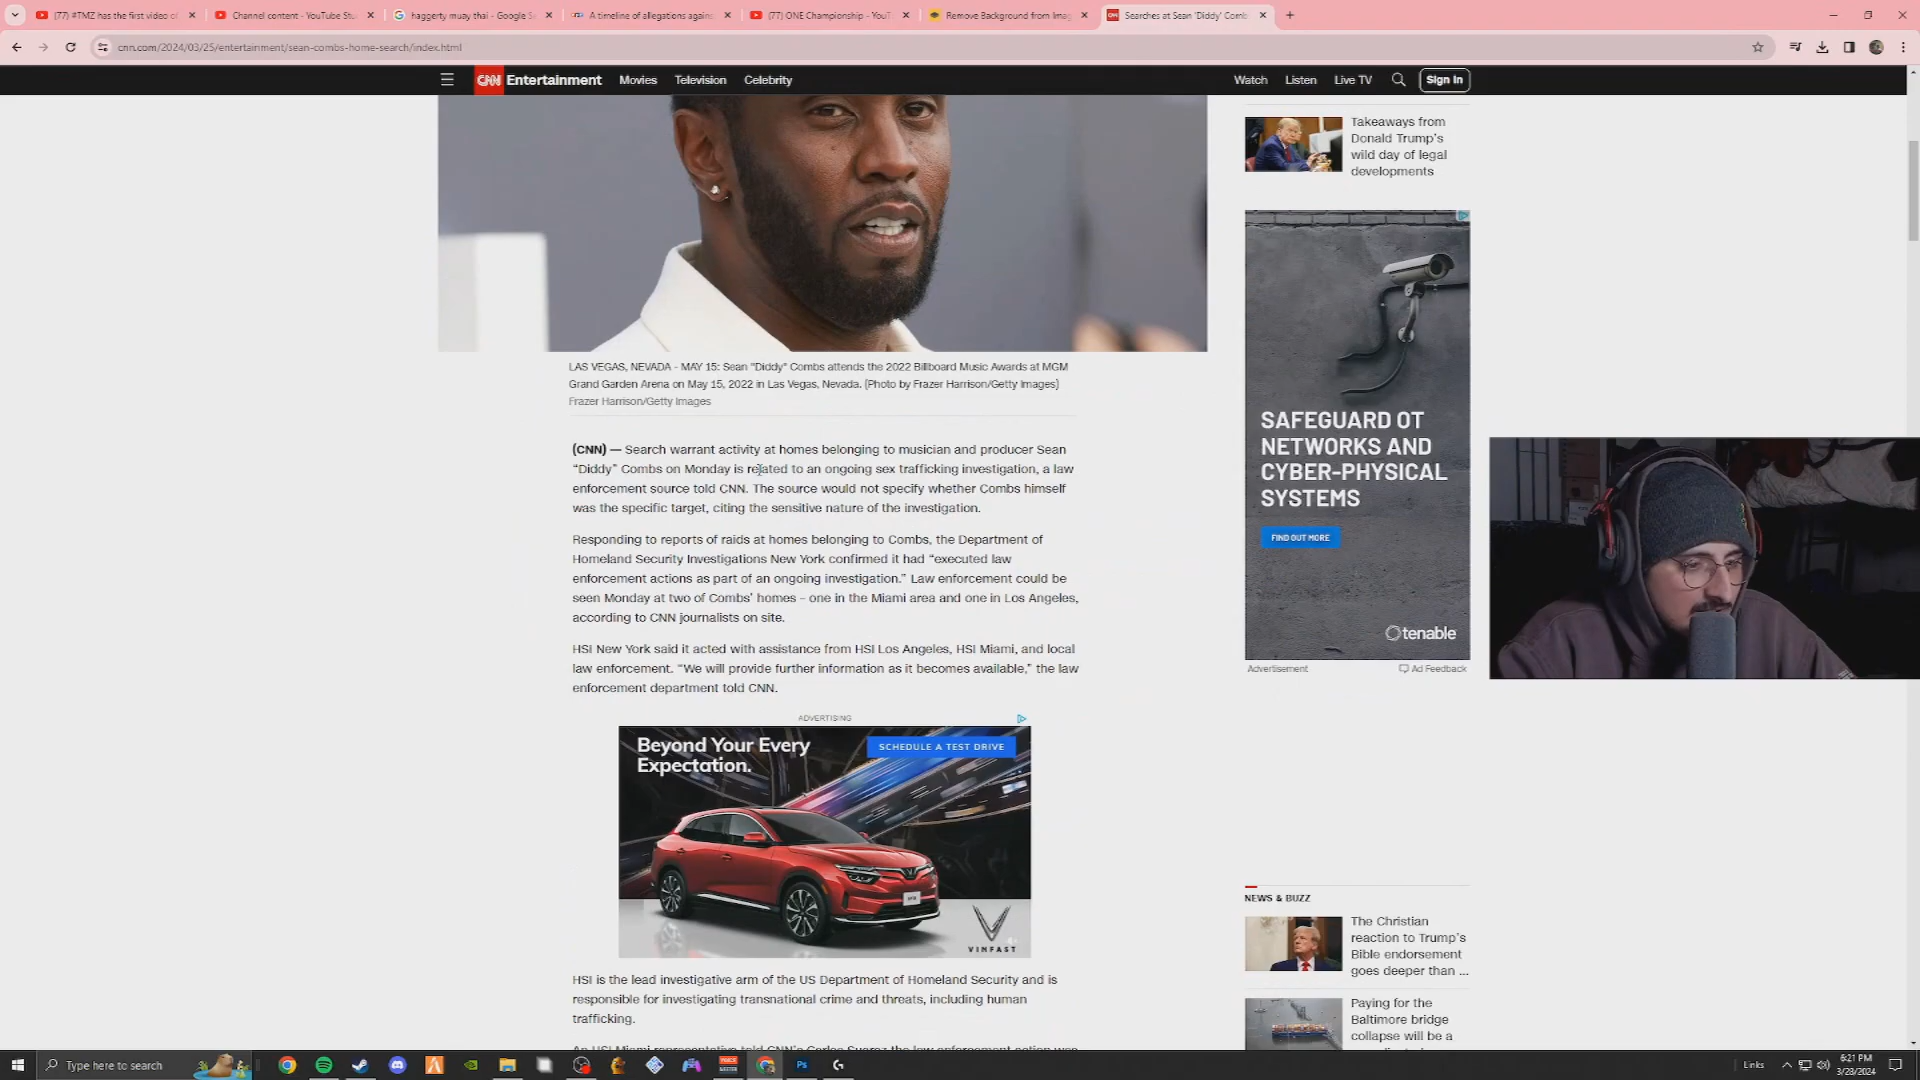 (77) #TMZ has the first video o
Channel content - YouTube Stu
haggerty muay thai - Google Se
A timeline of allegations again
(77) ONE Championship - YouT
Remove Background from Imag
Searches at Sean 'Diddy' Comb
cnn.com/2024/03/25/entertainment/sean-combs-home-search/index.html
CNN Entertainment Movies Television Celebrity
Watch Listen Live TV Sign in
Takeaways from
Donald Trump's
wild day of legal
developments
LAS VEGAS, NEVADA - MAY 15: Sean "Diddy" Combs attends the 2022 Billboard Music Awards at MGM
Grand Garden Arena on May 15, 2022 in Las Vegas, Nevada. (Photo by Frazer Harrison/Getty Images)
Frazer Harrison/Getty Images
(CNN) — Search warrant activity at homes belonging to musician and producer Sean
“Diddy” Combs on Monday is related to an ongoing sex trafficking investigation, a law
enforcement source told CNN. The source would not specify whether Combs himself
was the specific target, citing the sensitive nature of the investigation.
Responding to reports of raids at homes belonging to Combs, the Department of
Homeland Security Investigations New York confirmed it had “executed law
enforcement actions as part of an ongoing investigation.” Law enforcement could be
seen Monday at two of Combs’ homes – one in the Miami area and one in Los Angeles,
according to CNN journalists on site.
HSI New York said it acted with assistance from HSI Los Angeles, HSI Miami, and local
law enforcement. “We will provide further information as it becomes available,” the law
enforcement department told CNN.
ADVERTISING
Beyond Your Every
Expectation.
SCHEDULE A TEST DRIVE
VINFAST
HSI is the lead investigative arm of the US Department of Homeland Security and is
responsible for investigating transnational crime and threats, including human
trafficking.
An HSI Miami representative told CNN's Carlos Suarez the law enforcement action was
SAFEGUARD OT
NETWORKS AND
CYBER-PHYSICAL
SYSTEMS
FIND OUT MORE
tenable
Advertisement
Ad Feedback
NEWS & BUZZ
The Christian
reaction to Trump's
Bible endorsement
goes deeper than ...
Paying for the
Baltimore bridge
collapse will be a
Type here to search
Links
6:21 PM
3/28/2024